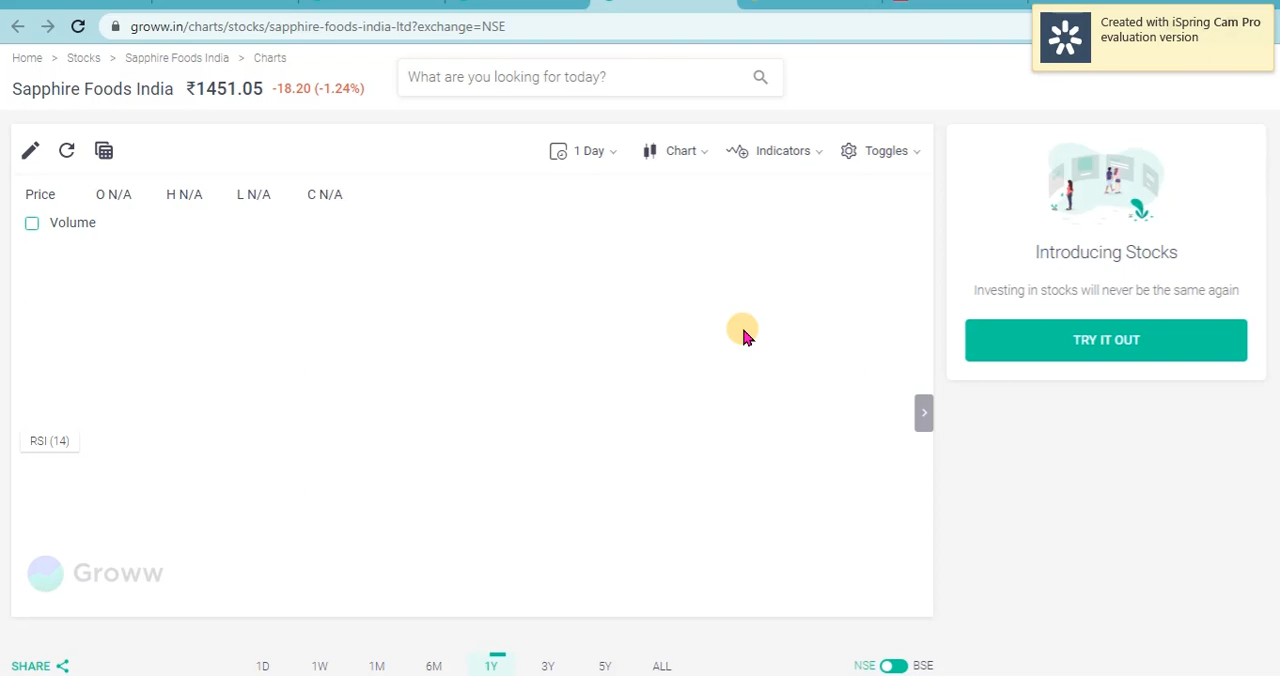 groww.in/charts/stocks/sapphire-foods-india-ltd?exchange=NSE
Created with iSpring Cam Pro
evaluation version
Home > Stocks > Sapphire Foods India > Charts
Sapphire Foods India ₹1451.05 -18.20 (-1.24%)
What are you looking for today?
1 Day Chart Indicators Toggles
Price O N/A H N/A L N/A C N/A
Volume
Introducing Stocks
Investing in stocks will never be the same again
TRY IT OUT
RSI (14)
Groww
SHARE 1D 1W 1M 6M 1Y 3Y 5Y ALL NSE BSE